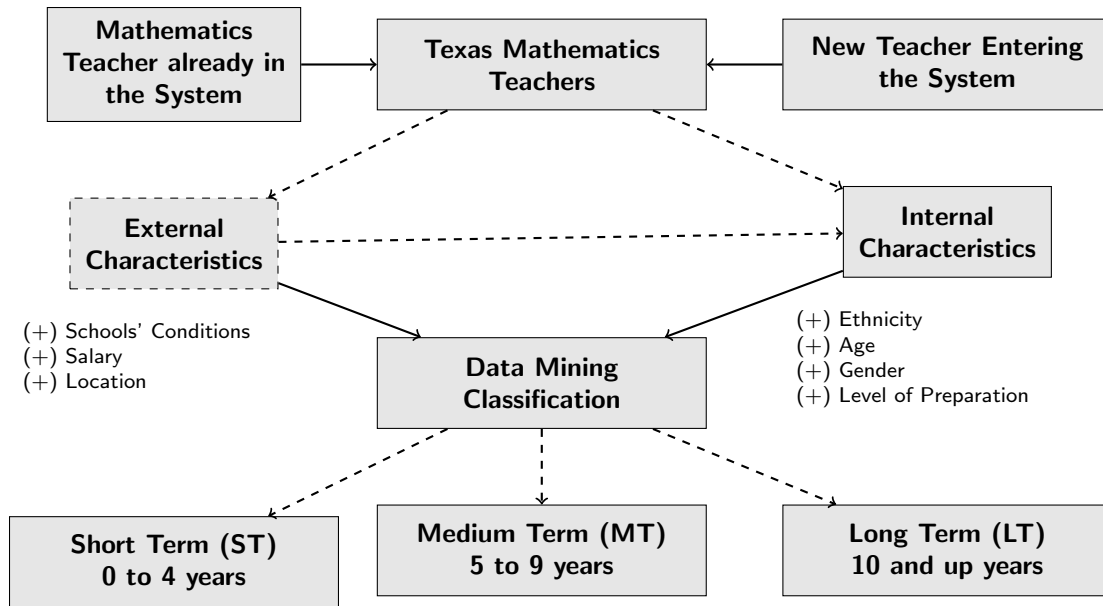 Mathematics
Teacher already in
the System
Texas Mathematics
Teachers
New Teacher Entering
the System
External
Characteristics
Internal
Characteristics
(+) Schools' Conditions
(+) Salary
(+) Location
(+) Ethnicity
(+) Age
(+) Gender
(+) Level of Preparation
Data Mining
Classification
Short Term (ST)
0 to 4 years
Medium Term (MT)
5 to 9 years
Long Term (LT)
10 and up years